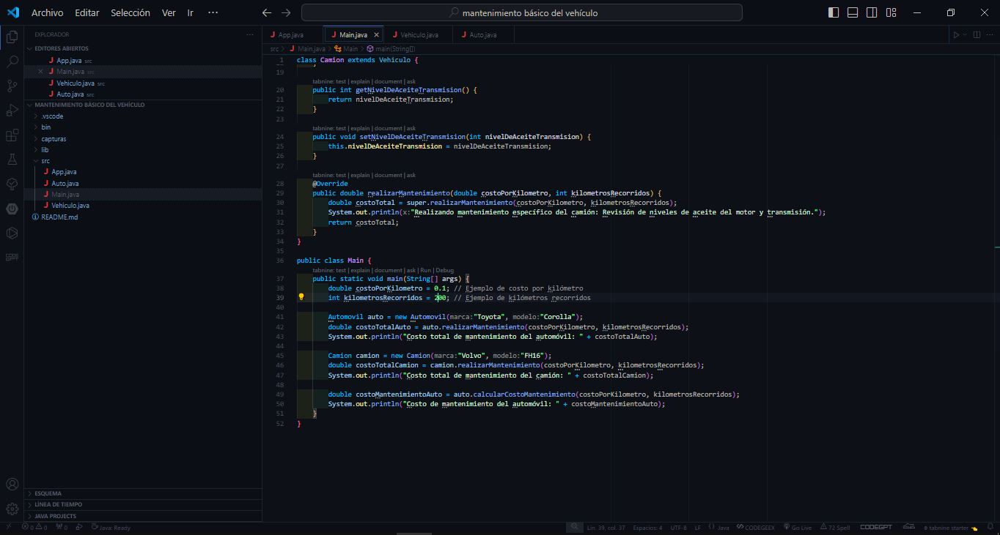 Archivo Editar Selección Ver Ir ···
mantenimiento básico del vehículo
EXPLORADOR
EDITORES ABIERTOS
App.java src
Main.java src
Vehiculo.java src
Auto.java src
MANTENIMIENTO BÁSICO DEL VEHÍCULO
.vscode
bin
capturas
lib
src
App.java
Auto.java
Main.java
Vehiculo.java
README.md
ESQUEMA
LÍNEA DE TIEMPO
JAVA PROJECTS
App.java Main.java Vehiculo.java Auto.java
src > Main.java > Main > main(String[])
1 class Camion extends Vehiculo {
19
tabnine: test | explain | document | ask
20 public int getNivelDeAceiteTransmision() {
21 return nivelDeAceiteTransmision;
22 }
23
tabnine: test | explain | document | ask
24 public void setNivelDeAceiteTransmision(int nivelDeAceiteTransmision) {
25 this.nivelDeAceiteTransmision = nivelDeAceiteTransmision;
26 }
27
tabnine: test | explain | document | ask
28 @Override
29 public double realizarMantenimiento(double costoPorKilometro, int kilometrosRecorridos) {
30 double costoTotal = super.realizarMantenimiento(costoPorKilometro, kilometrosRecorridos);
31 System.out.println(x:"Realizando mantenimiento específico del camión: Revisión de niveles de aceite del motor y transmisión.");
32 return costoTotal;
33 }
34 }
35
36 public class Main {
tabnine: test | explain | document | ask | Run | Debug
37 public static void main(String[] args) {
38 double costoPorKilometro = 0.1; // Ejemplo de costo por kilómetro
39 int kilometrosRecorridos = 200; // Ejemplo de kilómetros recorridos
40
41 Automovil auto = new Automovil(marca:"Toyota", modelo:"Corolla");
42 double costoTotalAuto = auto.realizarMantenimiento(costoPorKilometro, kilometrosRecorridos);
43 System.out.println("Costo total de mantenimiento del automóvil: " + costoTotalAuto);
44
45 Camion camion = new Camion(marca:"Volvo", modelo:"FH16");
46 double costoTotalCamion = camion.realizarMantenimiento(costoPorKilometro, kilometrosRecorridos);
47 System.out.println("Costo total de mantenimiento del camión: " + costoTotalCamion);
48
49 double costoMantenimientoAuto = auto.calcularCostoMantenimiento(costoPorKilometro, kilometrosRecorridos);
50 System.out.println("Costo de mantenimiento del automóvil: " + costoMantenimientoAuto);
51 }
52 }
0 0 0 Java: Ready Lín. 39, col. 37 Espacios: 4 UTF-8 LF {} Java CODEGEEX Go Live 72 Spell CODEGPT tabnine starter